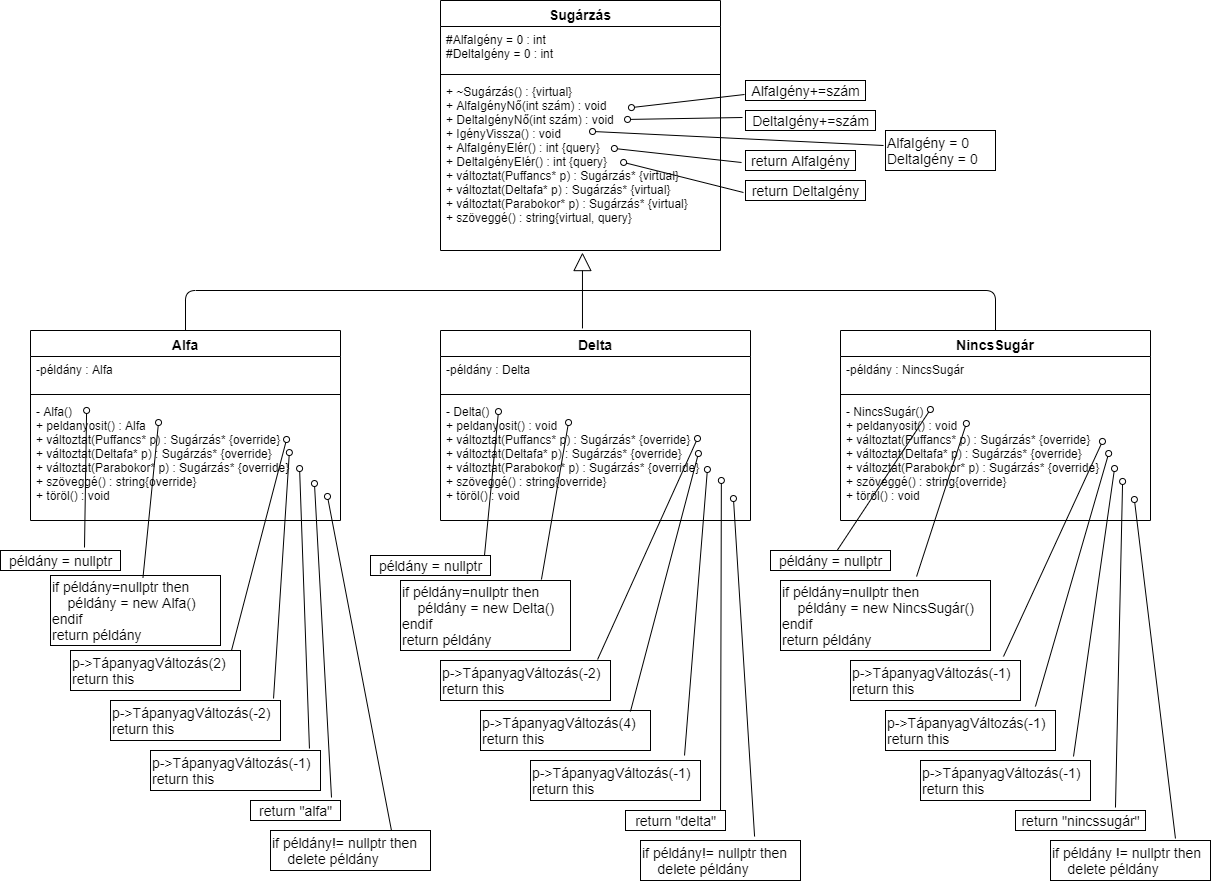 Sugárzás
#AlfaIgény = 0 : int
#DeltaIgény = 0 : int
+ ~Sugárzás() : {virtual}
+ AlfaIgényNő(int szám) : void
+ DeltaIgényNő(int szám) : void
+ IgényVissza() : void
+ AlfaIgényElér() : int {query}
+ DeltaIgényElér() : int {query}
+ változtat(Puffancs* p) : Sugárzás* {virtual}
+ változtat(Deltafa* p) : Sugárzás* {virtual}
+ változtat(Parabokor* p) : Sugárzás* {virtual}
+ szöveggé() : string{virtual, query}
AlfaIgény+=szám
DeltaIgény+=szám
AlfaIgény = 0
DeltaIgény = 0
return AlfaIgény
return DeltaIgény
Alfa
-példány : Alfa
- Alfa()
+ peldanyosit() : Alfa
+ változtat(Puffancs* p) : Sugárzás* {override}
+ változtat(Deltafa* p) : Sugárzás* {override}
+ változtat(Parabokor* p) : Sugárzás* {override}
+ szöveggé() : string{override}
+ töröl() : void
példány = nullptr
if példány=nullptr then
példány = new Alfa()
endif
return példány
p->TápanyagVáltozás(2)
return this
p->TápanyagVáltozás(-2)
return this
p->TápanyagVáltozás(-1)
return this
return "alfa"
if példány!= nullptr then
delete példány
Delta
-példány : Delta
- Delta()
+ peldanyosit() : void
+ változtat(Puffancs* p) : Sugárzás* {override}
+ változtat(Deltafa* p) : Sugárzás* {override}
+ változtat(Parabokor* p) : Sugárzás* {override}
+ szöveggé() : string{override}
+ töröl() : void
példány = nullptr
if példány=nullptr then
példány = new Delta()
endif
return példány
p->TápanyagVáltozás(-2)
return this
p->TápanyagVáltozás(4)
return this
p->TápanyagVáltozás(-1)
return this
return "delta"
if példány!= nullptr then
delete példány
NincsSugár
-példány : NincsSugár
- NincsSugár()
+ peldanyosit() : void
+ változtat(Puffancs* p) : Sugárzás* {override}
+ változtat(Deltafa* p) : Sugárzás* {override}
+ változtat(Parabokor* p) : Sugárzás* {override}
+ szöveggé() : string{override}
+ töröl() : void
példány = nullptr
if példány=nullptr then
példány = new NincsSugár()
endif
return példány
p->TápanyagVáltozás(-1)
return this
p->TápanyagVáltozás(-1)
return this
p->TápanyagVáltozás(-1)
return this
return "nincssugár"
if példány != nullptr then
delete példány